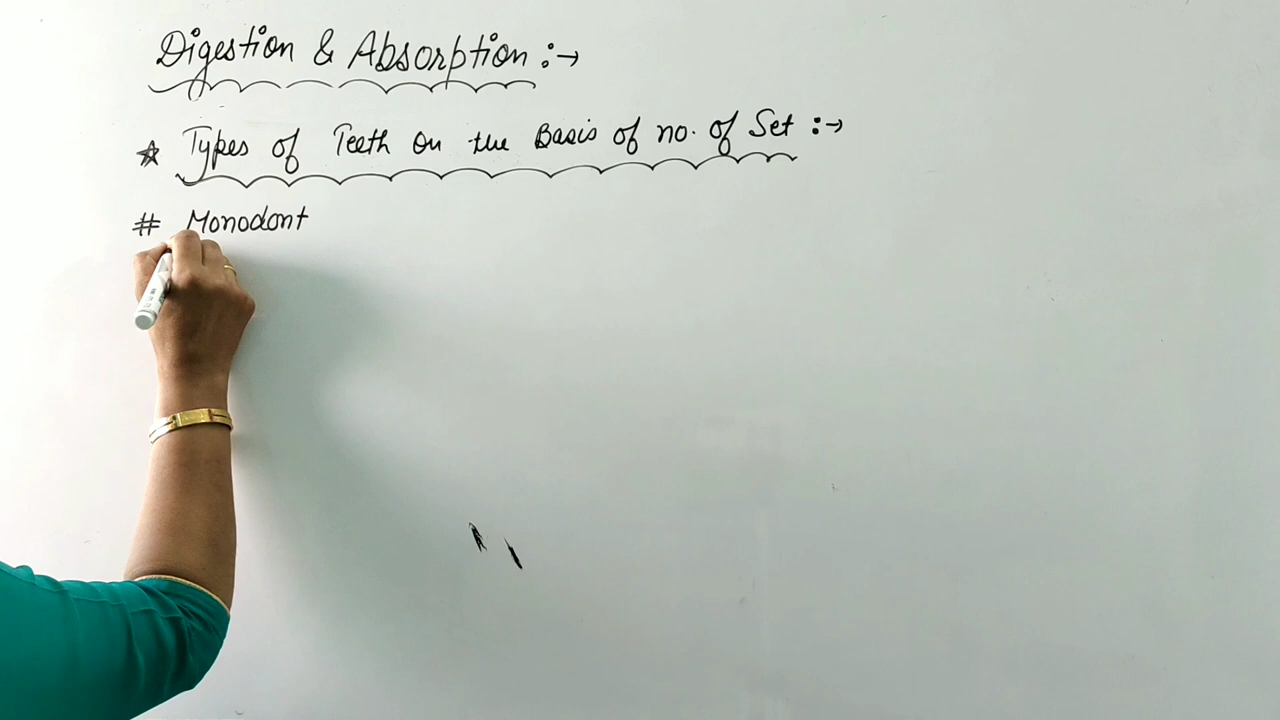 Digestion & Absorption :→
☆ Types of Teeth On the Basis of no. of Set :→
# Monodont